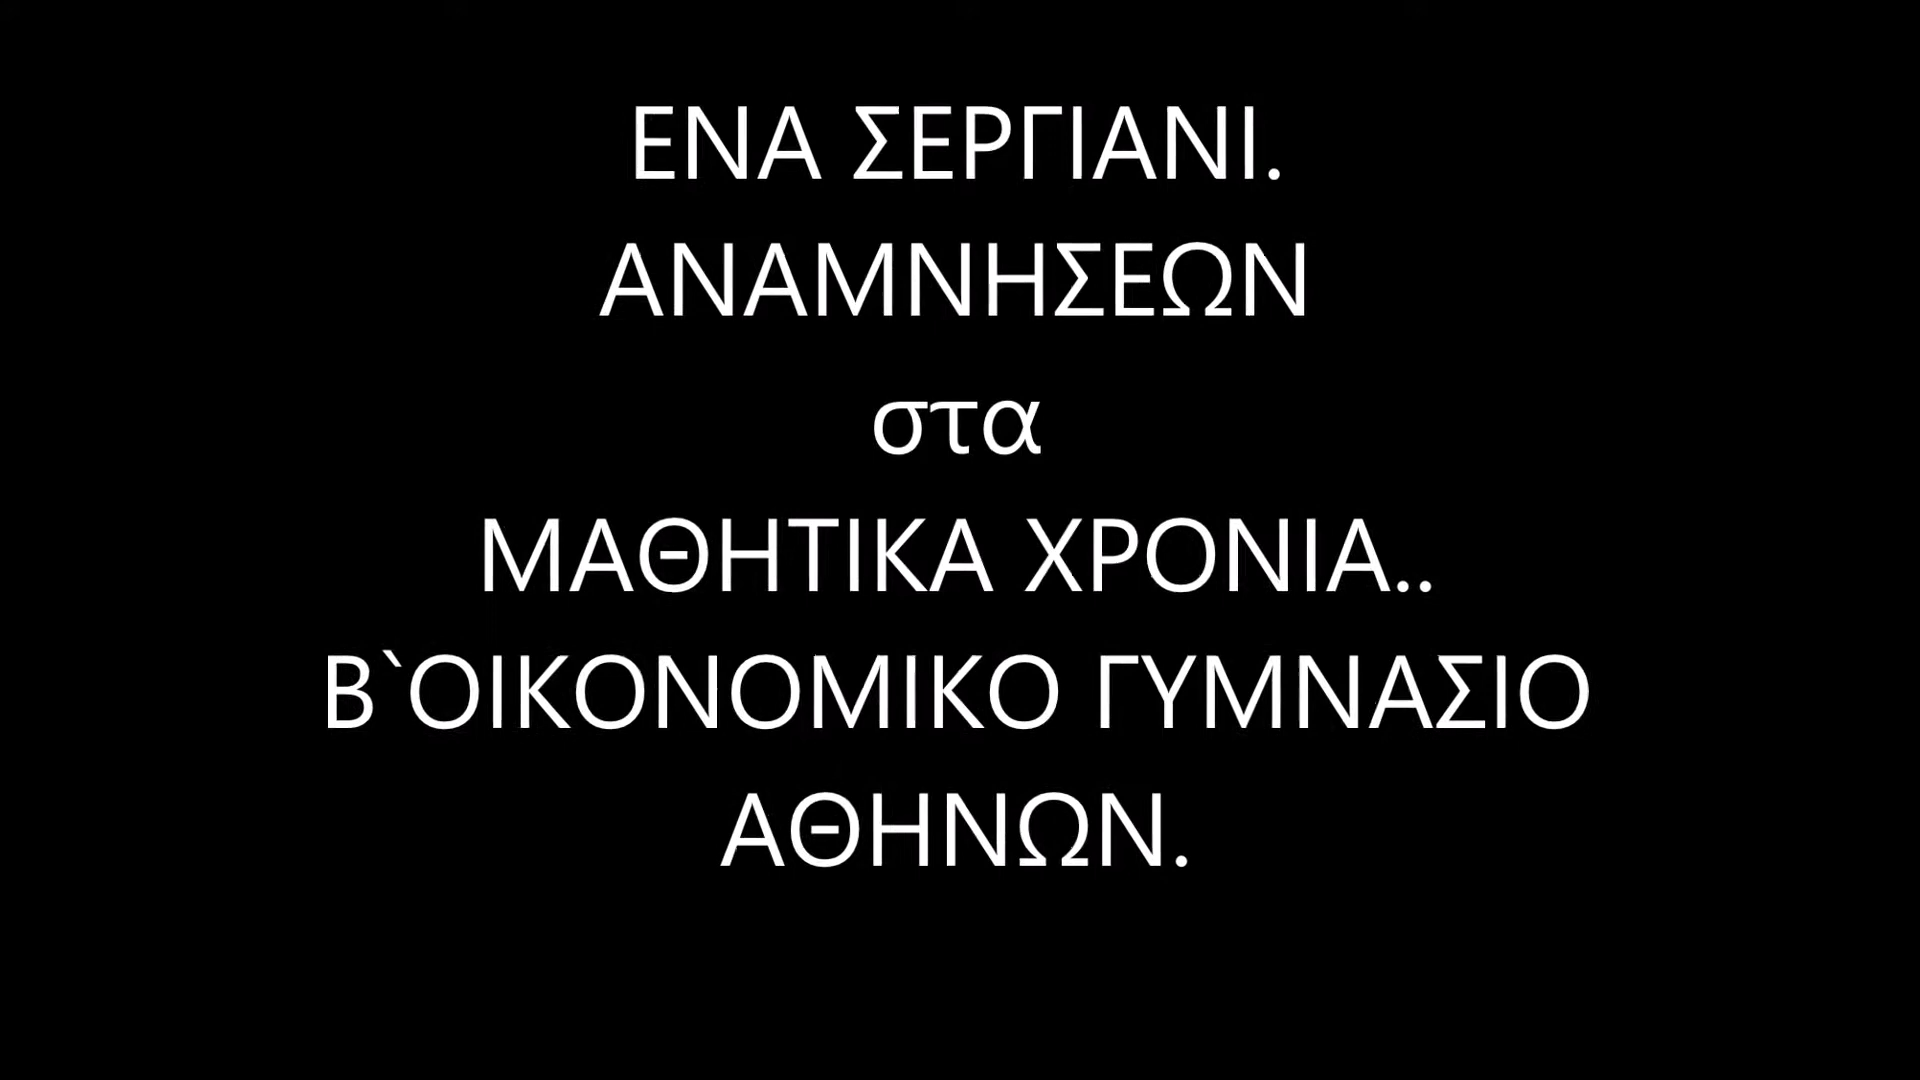 ΕΝΑ ΣΕΡΓΙΑΝΙ.
ΑΝΑΜΝΗΣΕΩΝ
στα
ΜΑΘΗΤΙΚΑ ΧΡΟΝΙΑ..
Β`ΟΙΚΟΝΟΜΙΚΟ ΓΥΜΝΑΣΙΟ
ΑΘΗΝΩΝ.